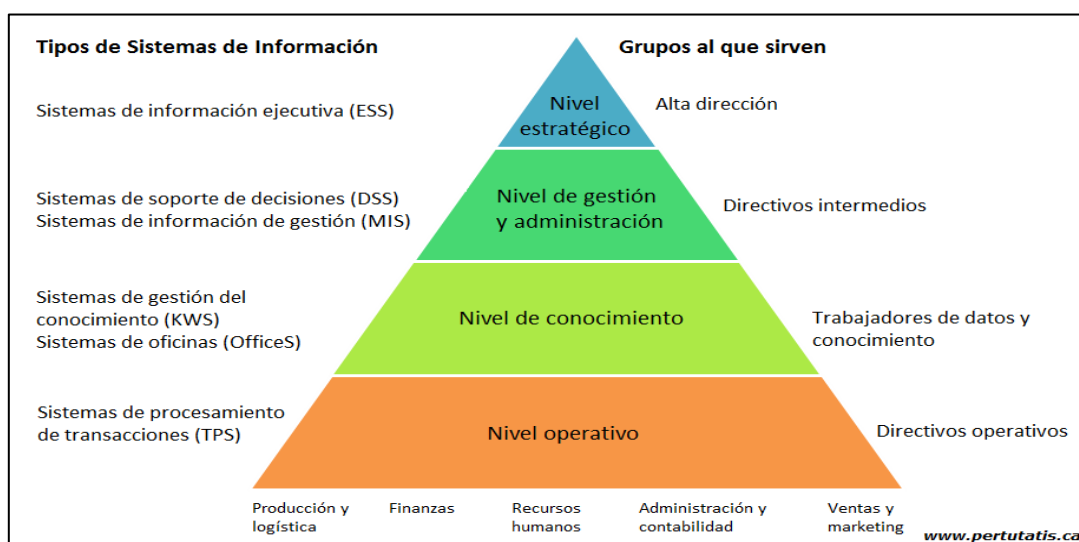 Tipos de Sistemas de Información
Grupos al que sirven
Sistemas de información ejecutiva (ESS)
Nivel
estratégico
Alta dirección
Sistemas de soporte de decisiones (DSS)
Sistemas de información de gestión (MIS)
Nivel de gestión
y administración
Directivos intermedios
Sistemas de gestión del
conocimiento (KWS)
Sistemas de oficinas (OfficeS)
Nivel de conocimiento
Trabajadores de datos y
conocimiento
Sistemas de procesamiento
de transacciones (TPS)
Nivel operativo
Directivos operativos
Producción y
logística
Finanzas
Recursos
humanos
Administración y
contabilidad
Ventas y
marketing
www.pertutatis.ca